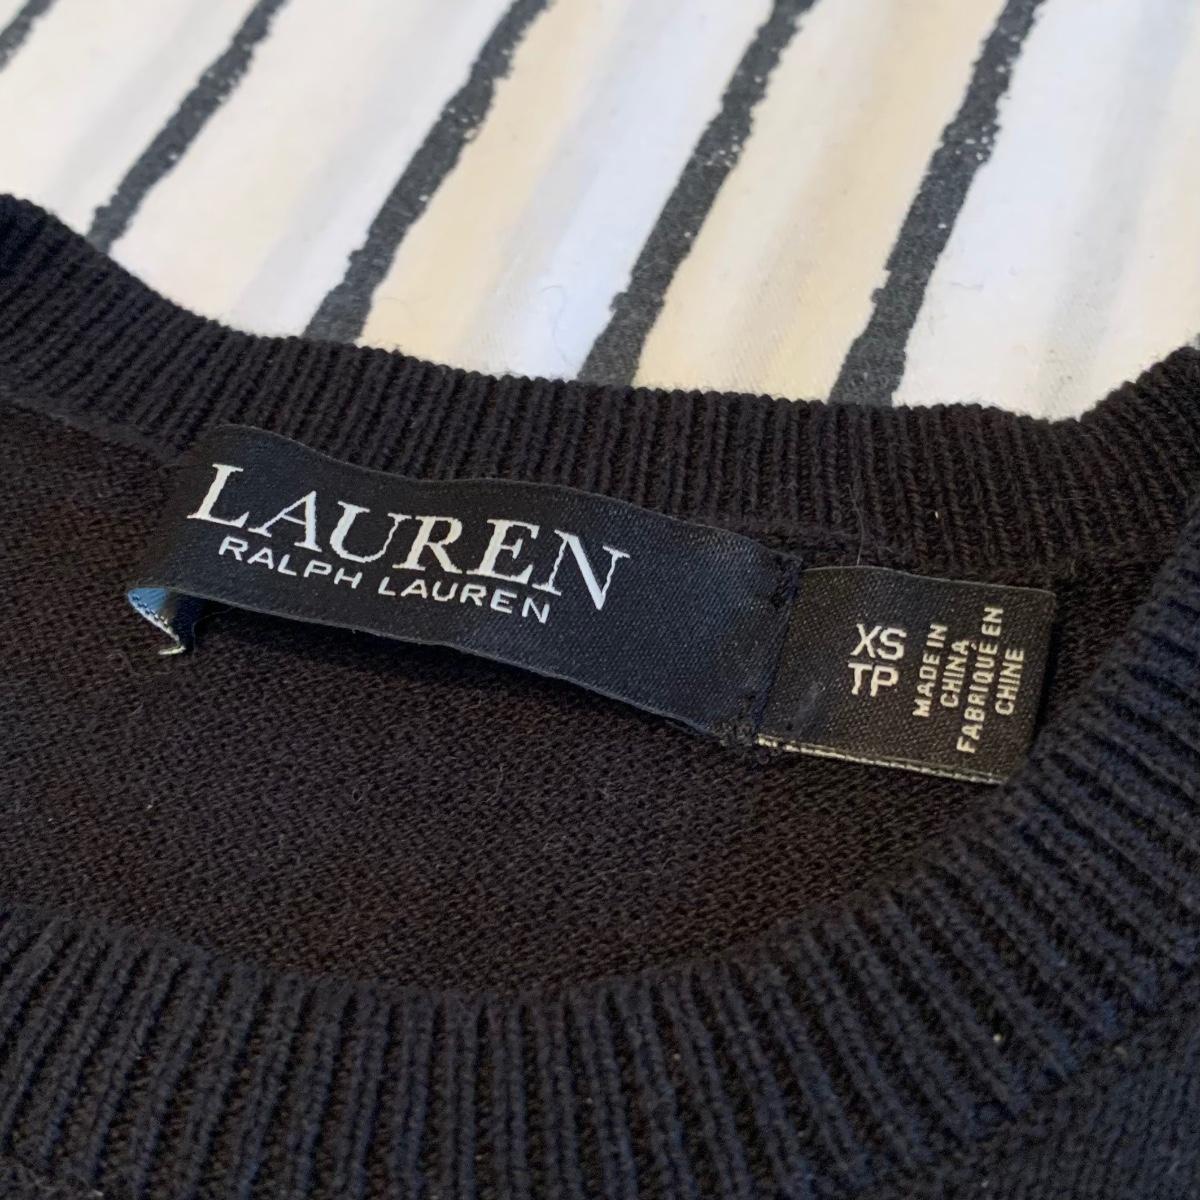 LAUREN
RALPH LAUREN
XS
TP
MADE IN
CHINA
FABRIQUÉ EN
CHINE